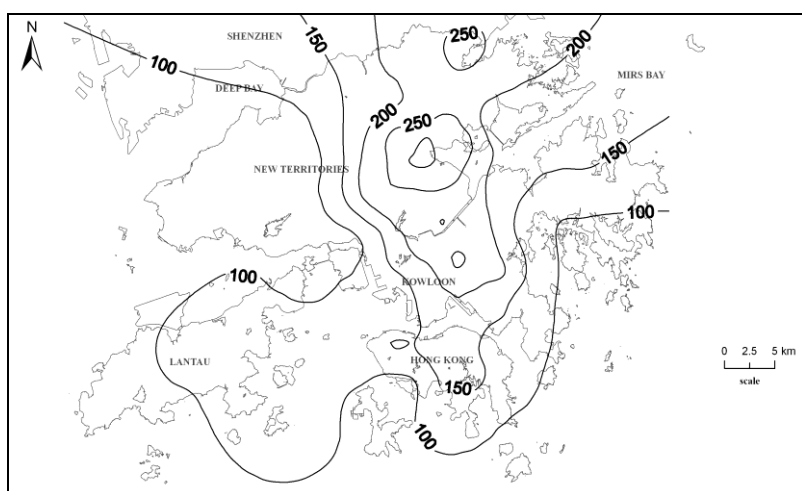 N
SHENZHEN
150
250
200
100
MIRS BAY
DEEP BAY
200
250
150
NEW TERRITORIES
100
100
KOWLOON
LANTAU
HONG KONG
0 2.5 5 km
scale
150
100